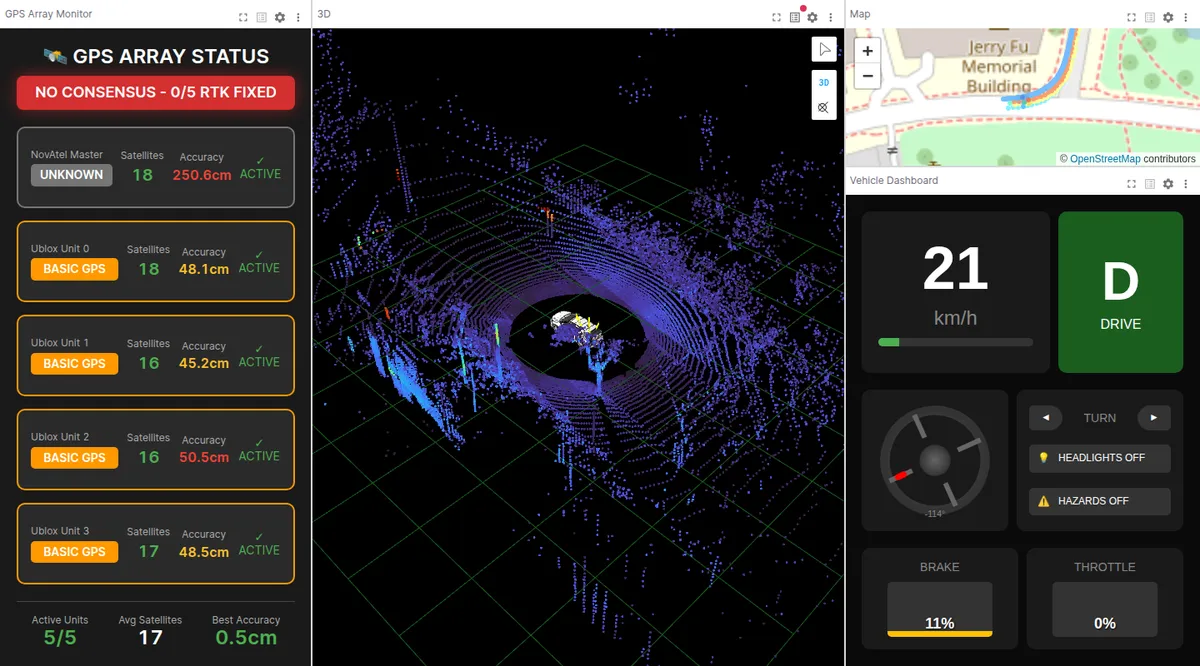 GPS Array Monitor
GPS ARRAY STATUS
NO CONSENSUS - 0/5 RTK FIXED
NovAtel Master
UNKNOWN
Satellites
18
Accuracy
250.6cm
✓
ACTIVE
Ublox Unit 0
BASIC GPS
Satellites
18
Accuracy
48.1cm
✓
ACTIVE
Ublox Unit 1
BASIC GPS
Satellites
16
Accuracy
45.2cm
✓
ACTIVE
Ublox Unit 2
BASIC GPS
Satellites
16
Accuracy
50.5cm
✓
ACTIVE
Ublox Unit 3
BASIC GPS
Satellites
17
Accuracy
48.5cm
✓
ACTIVE
Active Units
5/5
Avg Satellites
17
Best Accuracy
0.5cm
3D
3D
Map
+
−
Jerry Fu
Memorial
Building
© OpenStreetMap contributors
Vehicle Dashboard
21
km/h
D
DRIVE
-114°
◄ TURN ►
HEADLIGHTS OFF
HAZARDS OFF
BRAKE
11%
THROTTLE
0%